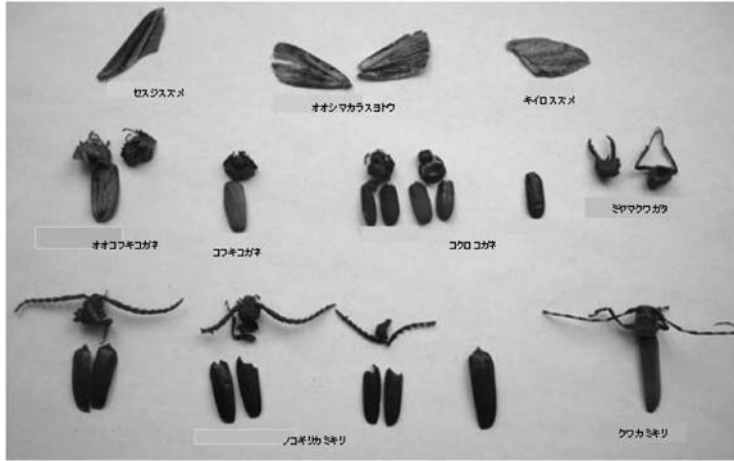 セスジスズメ
オオシマカラスヨトウ
キイロスズメ
ミヤマクワガタ
オオコフキコガネ
コフキコガネ
コクロコガネ
ノコギリカミキリ
クワカミキリ